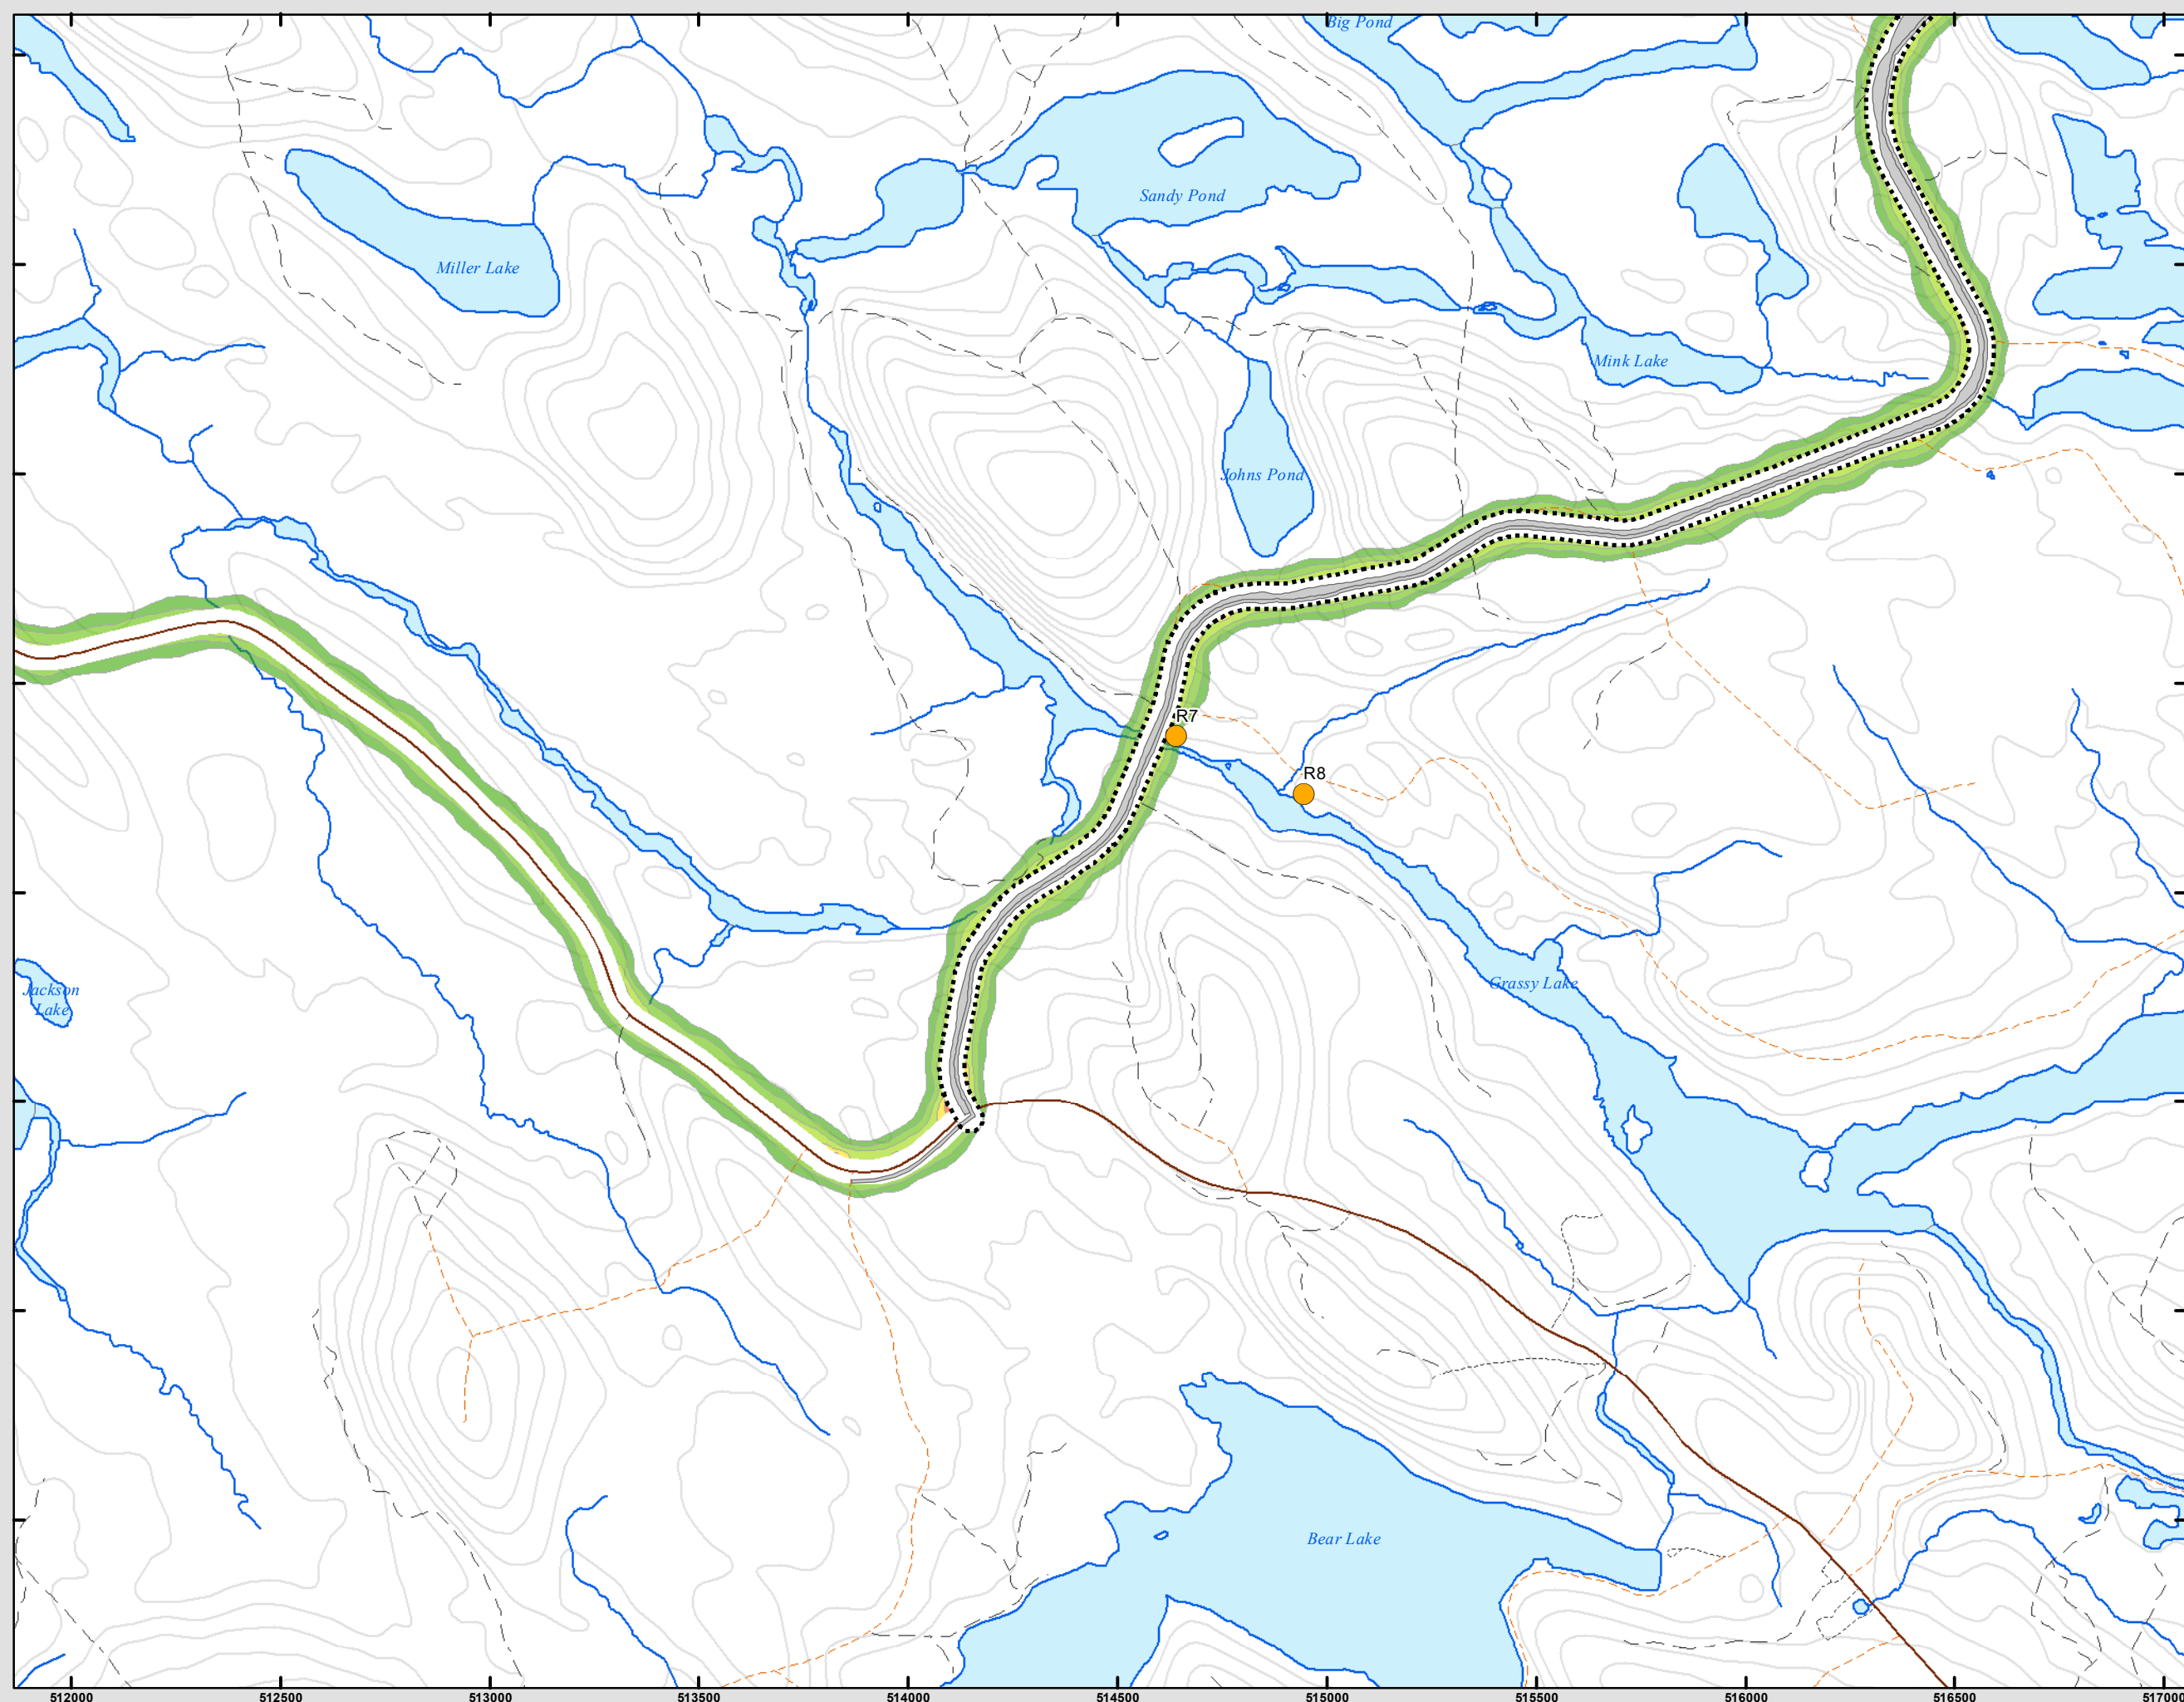 Big Pond
Sandy Pond
Miller Lake
Mink Lake
Johns Pond
R7
R8
Grassy Lake
Jackson
Lake
Bear Lake
512000 512500 513000 513500 514000 514500 515000 515500 516000 516500